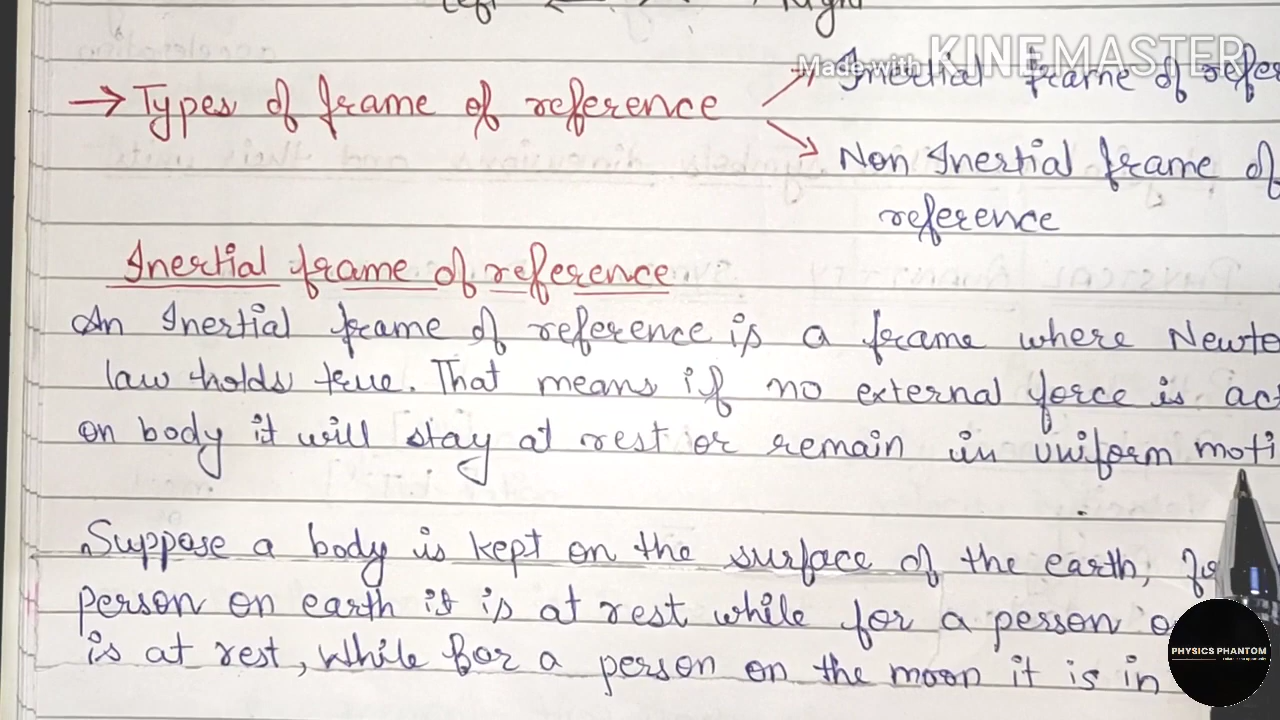 Left ← → Right
Made with KINEMASTER
→ Types of frame of reference
Inertial frame of refer
Non Inertial frame of
reference
Inertial frame of reference
An Inertial frame of reference is a frame where Newto
law holds true. That means if no external force is act
on body it will stay at rest or remain in uniform moti
Suppose a body is kept on the surface of the earth, fo
person on earth it is at rest while for a person o
is at rest, while for a person on the moon it is in
PHYSICS PHANTOM